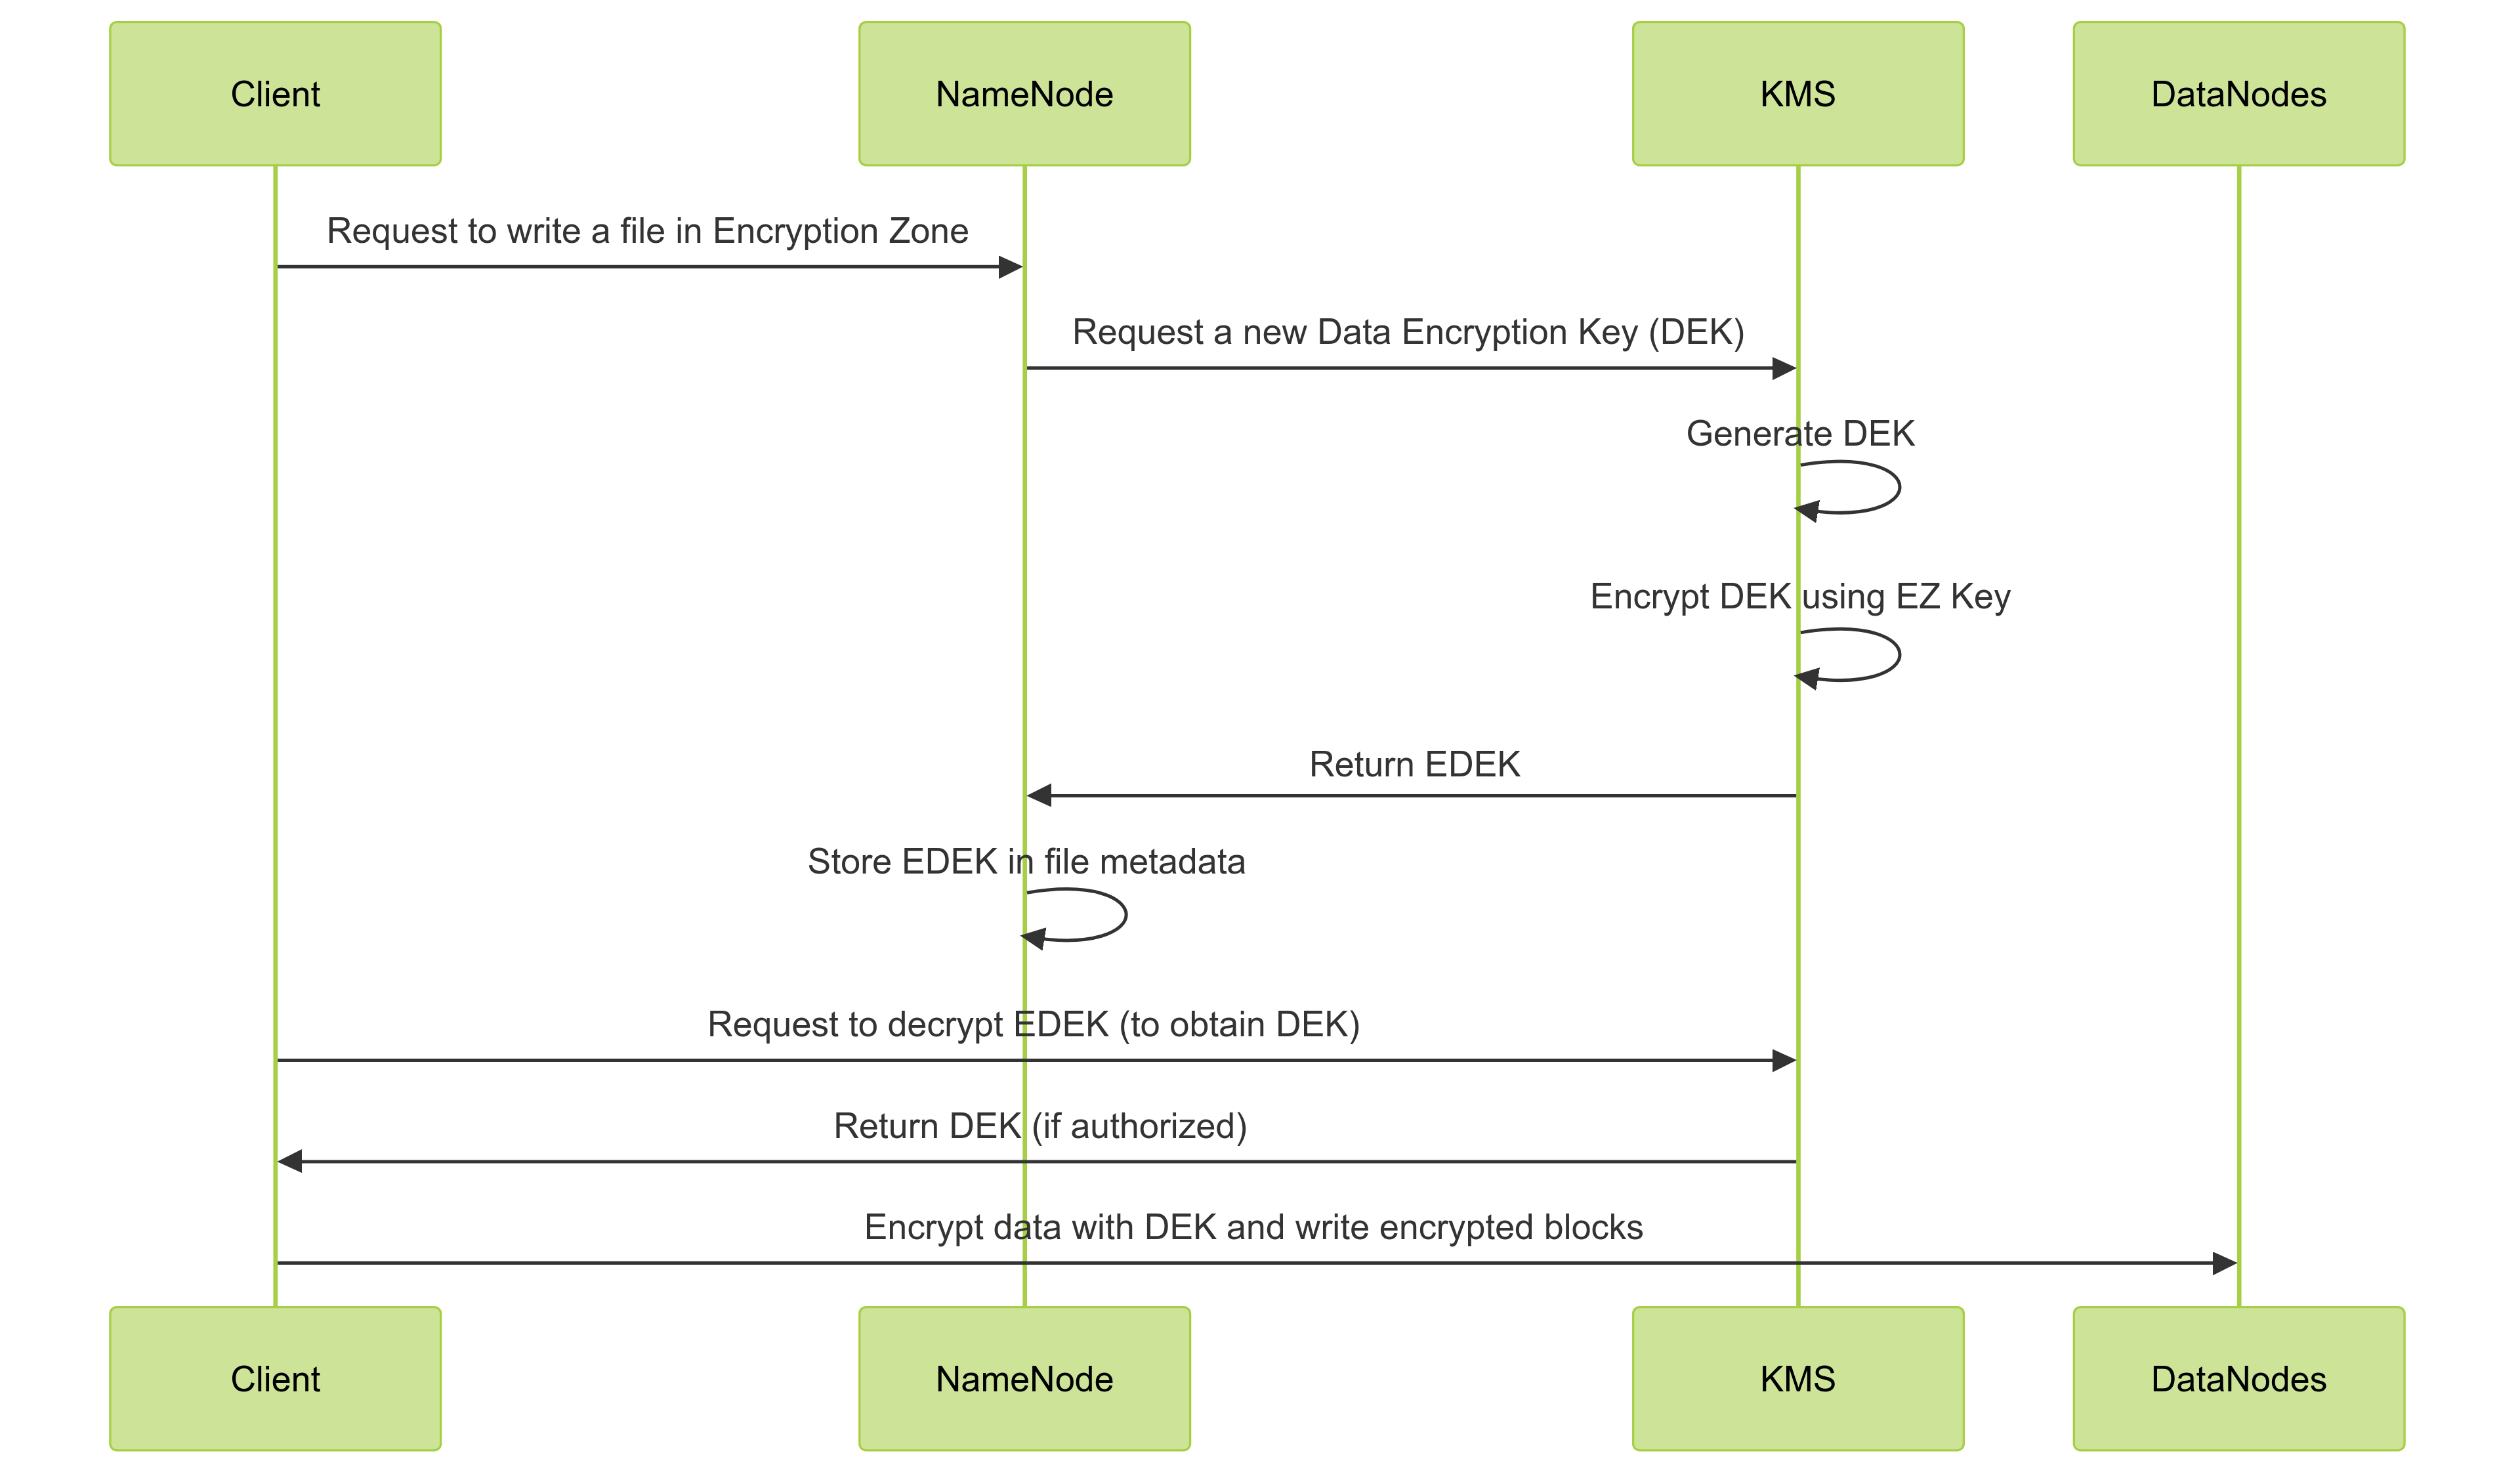 Client
NameNode
KMS
DataNodes
Request to write a file in Encryption Zone
Request a new Data Encryption Key (DEK)
Generate DEK
Encrypt DEK using EZ Key
Return EDEK
Store EDEK in file metadata
Request to decrypt EDEK (to obtain DEK)
Return DEK (if authorized)
Encrypt data with DEK and write encrypted blocks
Client
NameNode
KMS
DataNodes